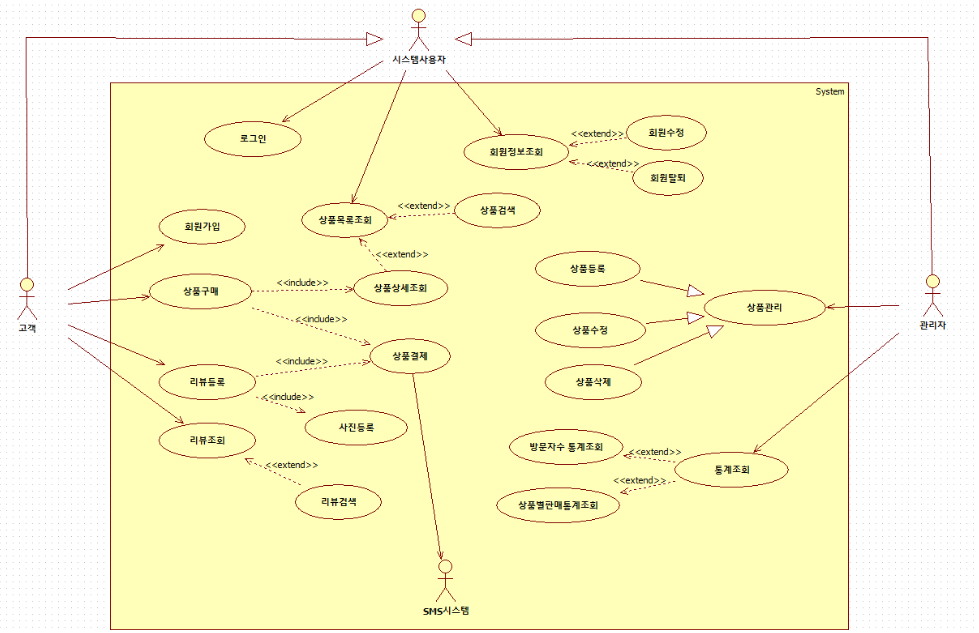 시스템사용자
System
로그인
회원정보조회
<<extend>>
회원수정
<<extend>>
회원탈퇴
상품목록조회
<<extend>>
상품검색
회원가입
<<extend>>
상품등록
상품구매
<<include>>
상품상세조회
상품관리
고객
관리자
<<include>>
상품수정
상품결제
<<include>>
리뷰등록
상품삭제
<<include>>
사진등록
리뷰조회
방문자수 통계조회
<<extend>>
통계조회
<<extend>>
<<extend>>
리뷰검색
상품별판매통계조회
SMS시스템